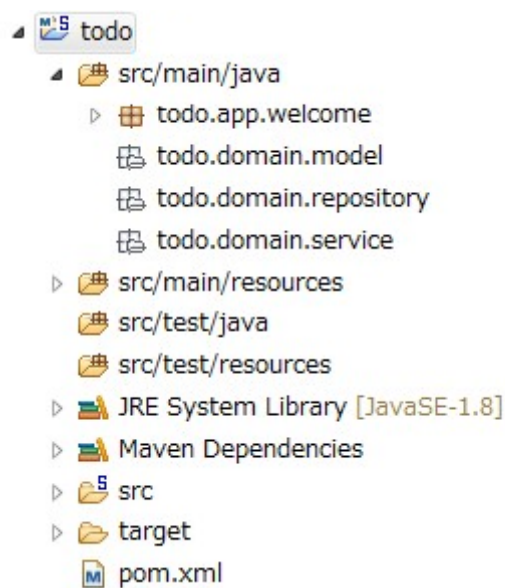 todo
src/main/java
todo.app.welcome
todo.domain.model
todo.domain.repository
todo.domain.service
src/main/resources
src/test/java
src/test/resources
JRE System Library [JavaSE-1.8]
Maven Dependencies
src
target
pom.xml